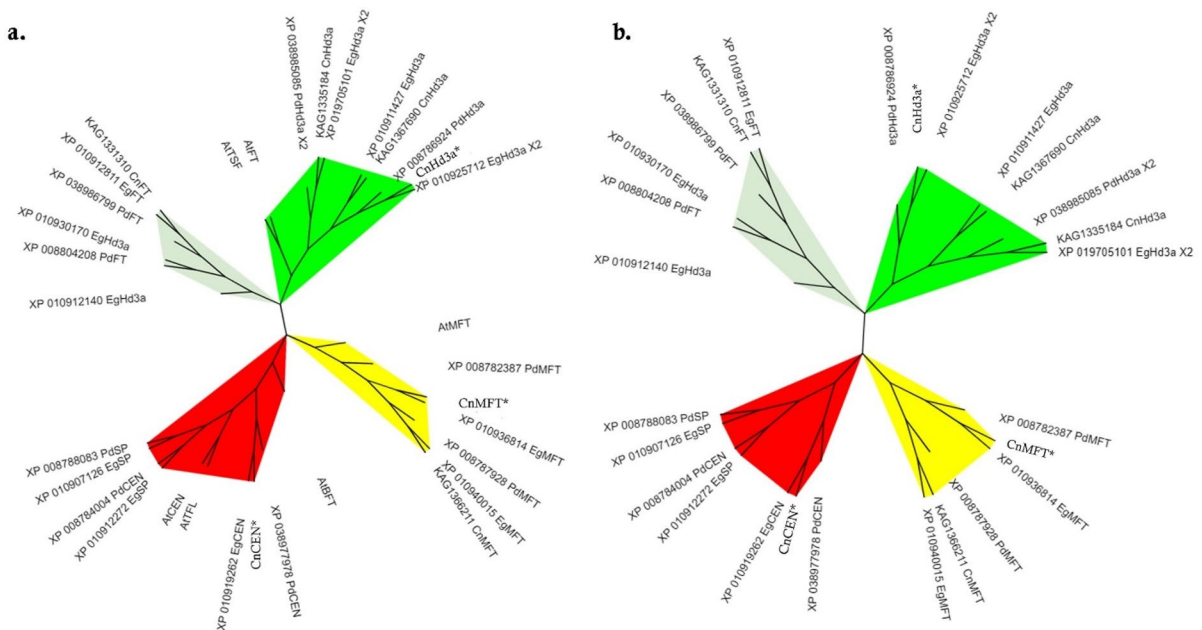 a.
XP 038985085 PdHd3a X2
KAG1335184 CnHd3a
XP 019705101 EgHd3a X2
XP 010911427 EgHd3a
KAG1367690 CnHd3a
XP 008786924 PdHd3a
CnHd3a*
XP 010925712 EgHd3a X2
AtFT
AtTSF
KAG1331310 CnFT
XP 010912811 EgFT
XP 038986799 PdFT
XP 010930170 EgHd3a
XP 008804208 PdFT
XP 010912140 EgHd3a
AtMFT
XP 008782387 PdMFT
CnMFT*
XP 010936814 EgMFT
XP 008787928 PdMFT
XP 010940015 EgMFT
KAG1366211 CnMFT
AtBFT
XP 038977978 PdCEN
CnCEN*
XP 010919262 EgCEN
AtTFL
AtCEN
XP 010912272 EgSP
XP 008784004 PdCEN
XP 010907126 EgSP
XP 008788083 PdSP
b.
XP 008786924 PdHd3a
CnHd3a*
XP 010925712 EgHd3a X2
XP 010911427 EgHd3a
KAG1367690 CnHd3a
XP 038985085 PdHd3a X2
KAG1335184 CnHd3a
XP 019705101 EgHd3a X2
XP 010912811 EgFT
KAG1331310 CnFT
XP 038986799 PdFT
XP 010930170 EgHd3a
XP 008804208 PdFT
XP 010912140 EgHd3a
XP 008782387 PdMFT
CnMFT*
XP 010936814 EgMFT
XP 008787928 PdMFT
KAG1366211 CnMFT
XP 010940015 EgMFT
XP 038977978 PdCEN
CnCEN*
XP 010919262 EgCEN
XP 010912272 EgSP
XP 008784004 PdCEN
XP 010907126 EgSP
XP 008788083 PdSP